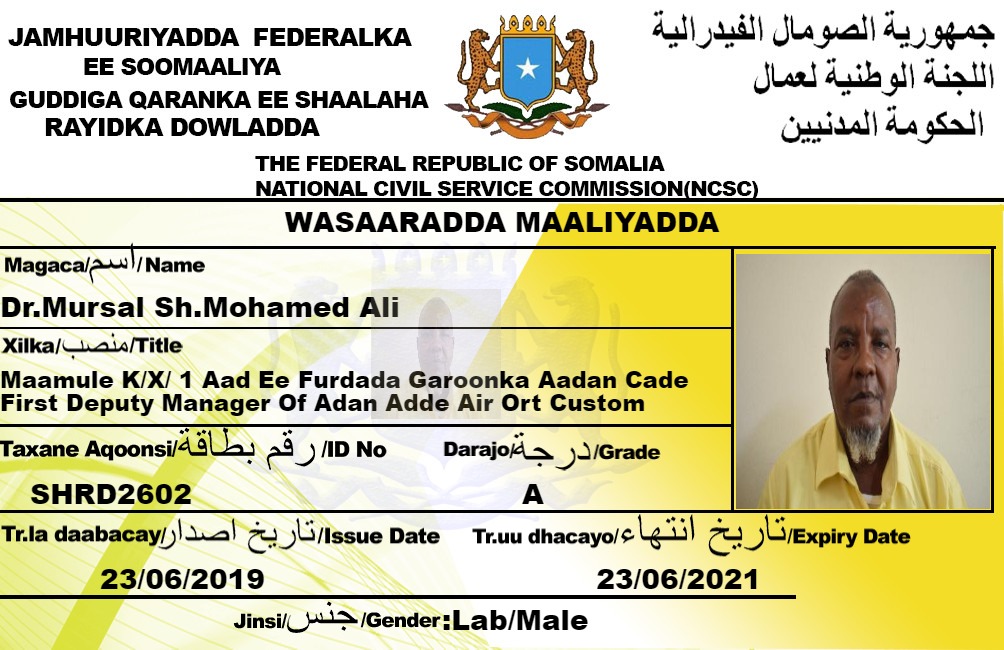 JAMHUURIYADDA FEDERALKA
EE SOOMAALIYA
GUDDIGA QARANKA EE SHAALAHA
RAYIDKA DOWLADDA
جمهورية الصومال الفيدرالية
اللجنة الوطنية لعمال
الحكومة المدنيين
THE FEDERAL REPUBLIC OF SOMALIA
NATIONAL CIVIL SERVICE COMMISSION(NCSC)
WASAARADDA MAALIYADDA
Magaca/اسم/Name
Dr.Mursal Sh.Mohamed Ali
Xilka/منصب/Title
Maamule K/X/ 1 Aad Ee Furdada Garoonka Aadan Cade
First Deputy Manager Of Adan Adde Air Ort Custom
Taxane Aqoonsi/رقم بطاقة/ID No
Darajo/درجة/Grade
SHRD2602
A
Tr.la daabacay/تاريخ اصدار/Issue Date
Tr.uu dhacayo/تاريخ انتهاء/Expiry Date
23/06/2019
23/06/2021
Jinsi/جنس/Gender:Lab/Male